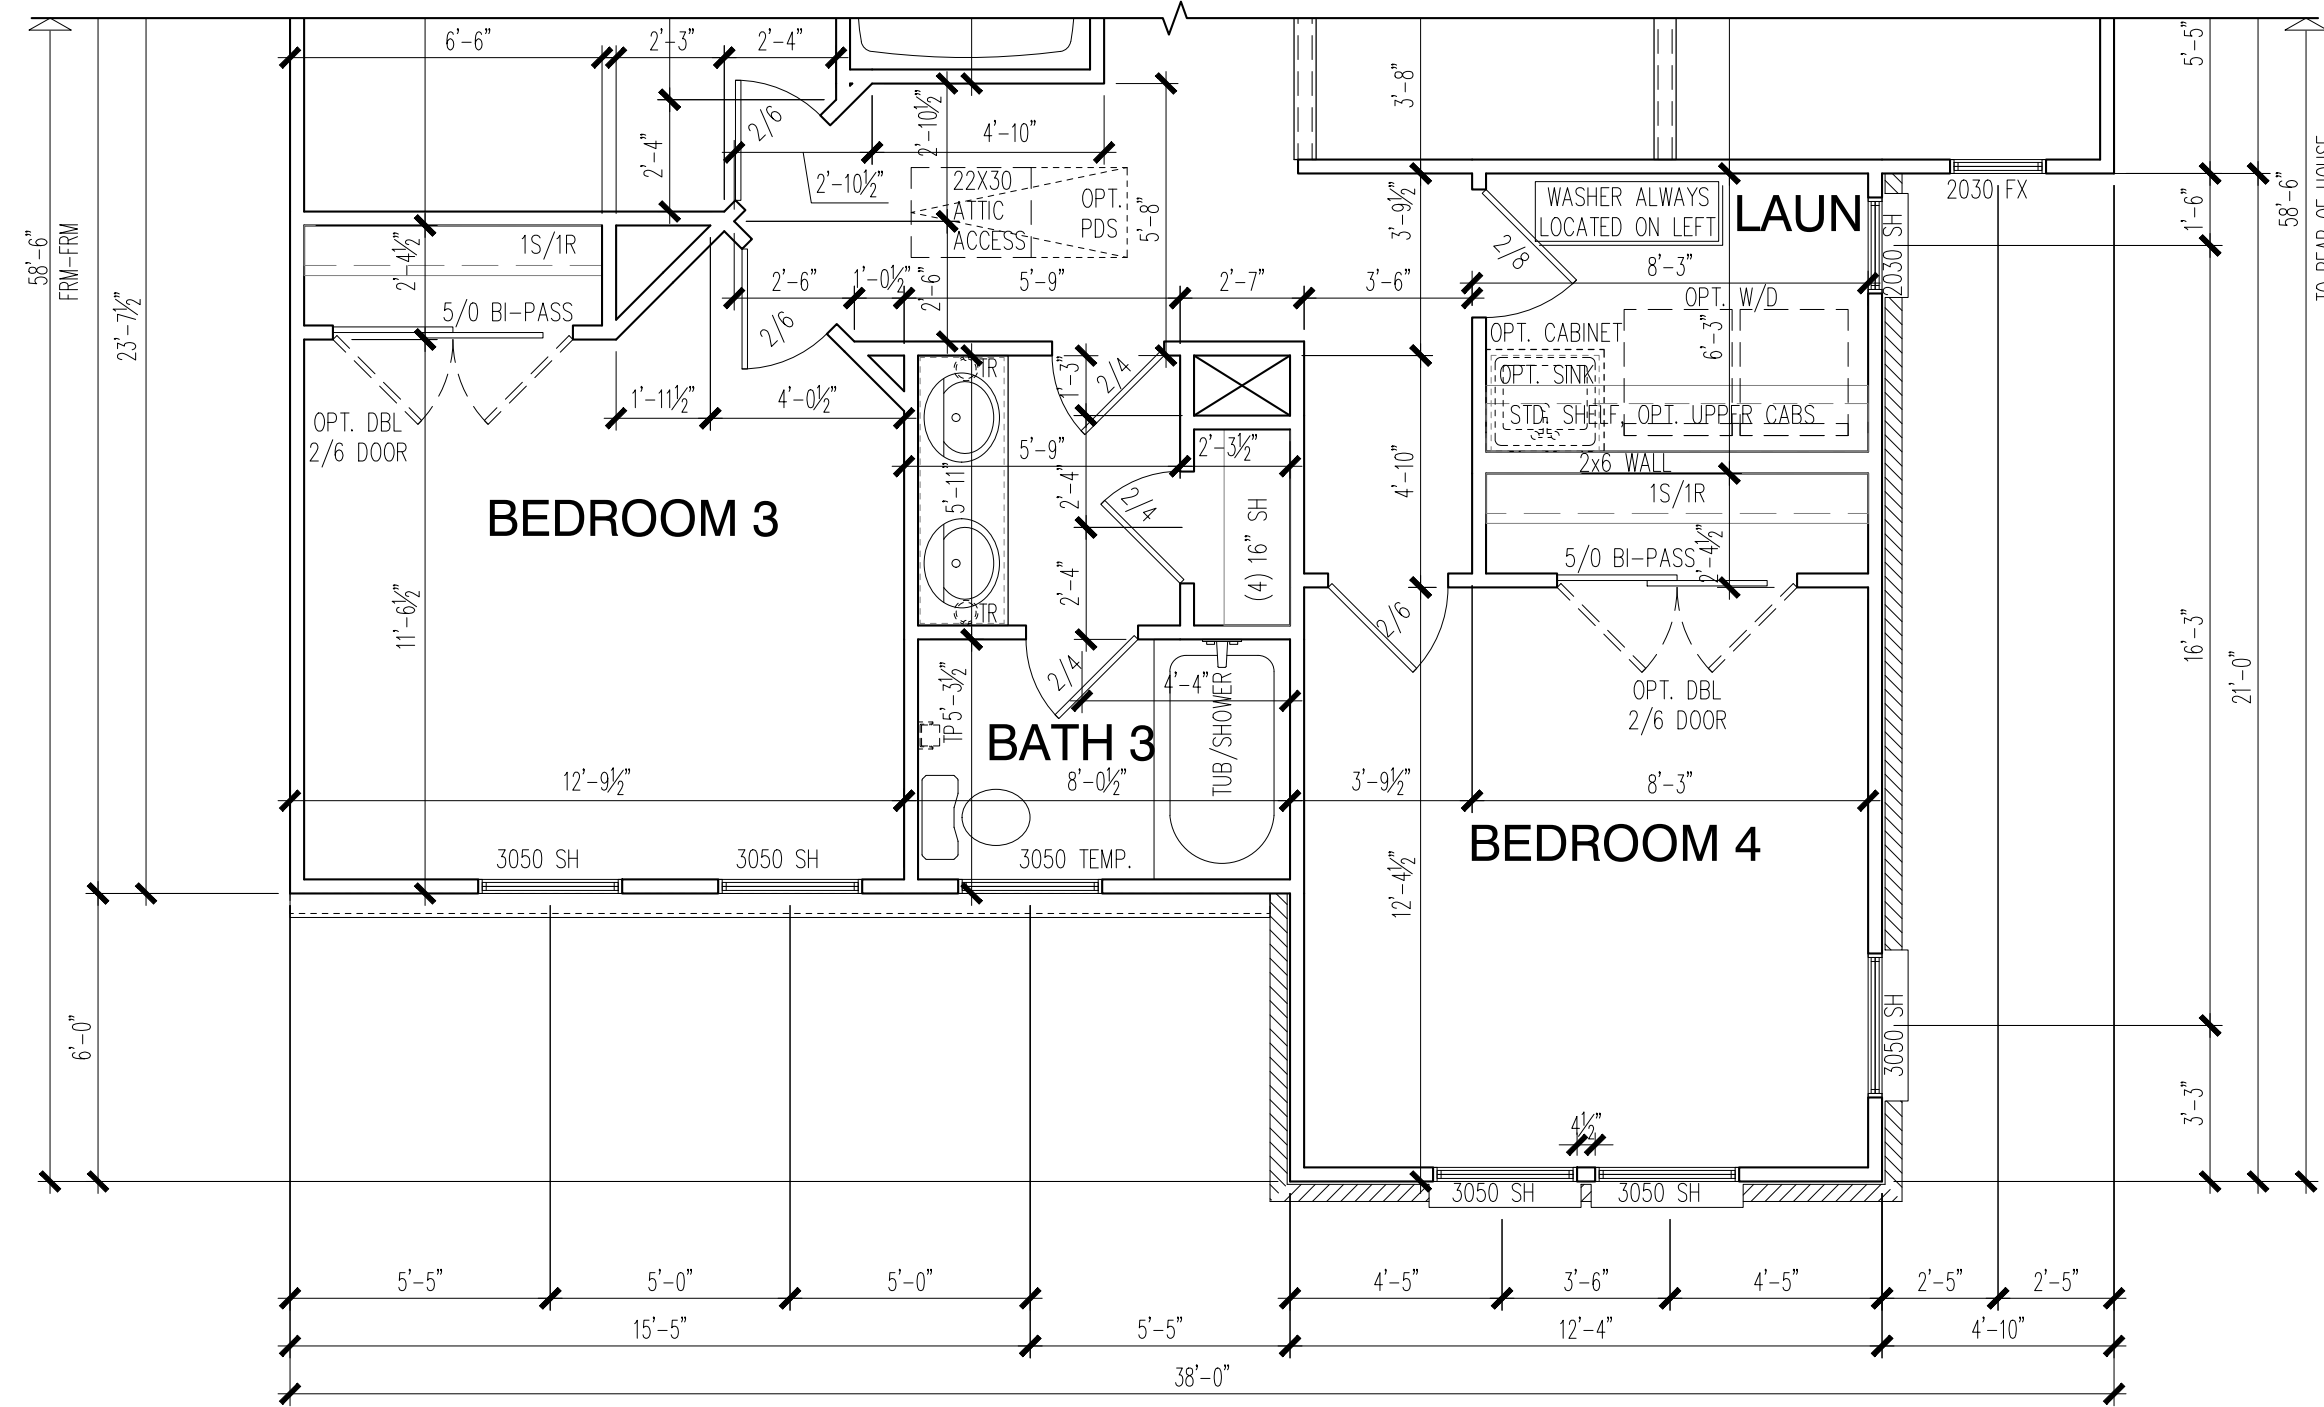 6'-6"
2'-3"
2'-4"
3'-8"
5'-5"
58'-6"
FRM-FRM
23'-7½"
2'-4"
2/6
2'-10½"
4'-10"
2'-10½"
22X30
ATTIC
ACCESS
OPT.
PDS
5'-8"
3'-9½"
WASHER ALWAYS
LOCATED ON LEFT
LAUN
2030 SH
2030 FX
1'-6"
58'-6"
2/8
8'-3"
2'-4½"
1S/1R
5/0 BI-PASS
2'-6"
1'-0½"
2'-6"
5'-9"
2'-7"
3'-6"
2/6
OPT. W/D
OPT. CABINET
6'-3"
OPT. SINK
STD. SHELF, OPT. UPPER CABS
2x6 WALL
TR
1'-3"
2/4
OPT. DBL
2/6 DOOR
1'-11½"
4'-0½"
5'-9"
2'-3½"
5'-11"
2'-4"
2/4
4'-10"
1S/1R
(4) 16" SH
5/0 BI-PASS
2'-4½"
BEDROOM 3
11'-6½"
2'-4"
TR
2/6
16'-3"
21'-0"
2/4
4'-4"
OPT. DBL
2/6 DOOR
TP
5'-3½"
BATH 3
TUB/SHOWER
12'-9½"
8'-0½"
3'-9½"
8'-3"
BEDROOM 4
3050 SH
3050 SH
3050 TEMP.
12'-4½"
6'-0"
3050 SH
3'-3"
4½"
3050 SH
3050 SH
5'-5"
5'-0"
5'-0"
4'-5"
3'-6"
4'-5"
2'-5"
2'-5"
15'-5"
5'-5"
12'-4"
4'-10"
38'-0"